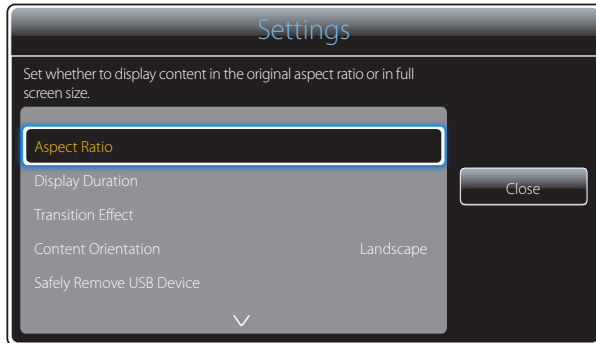 Settings
Set whether to display content in the original aspect ratio or in full
screen size.
Aspect Ratio
Display Duration
Close
Transition Effect
Content Orientation Landscape
Safely Remove USB Device